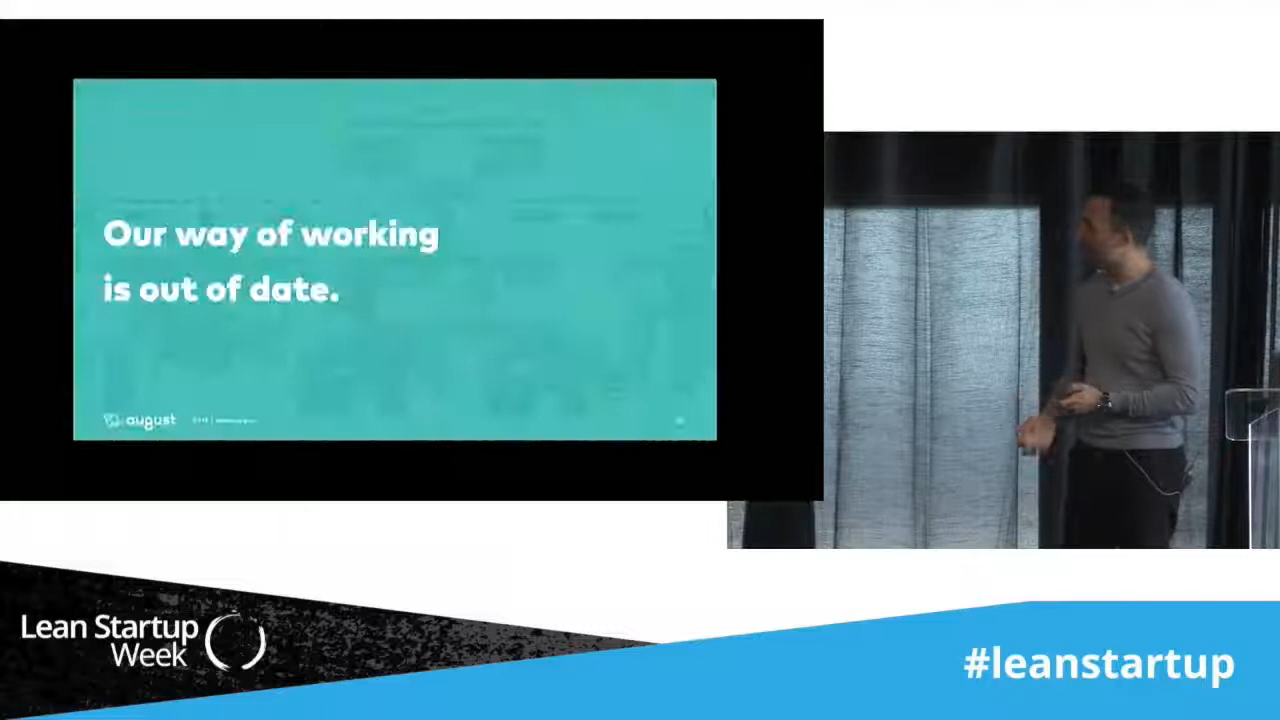 Our way of working
is out of date.
august
Lean Startup
Week
#leanstartup